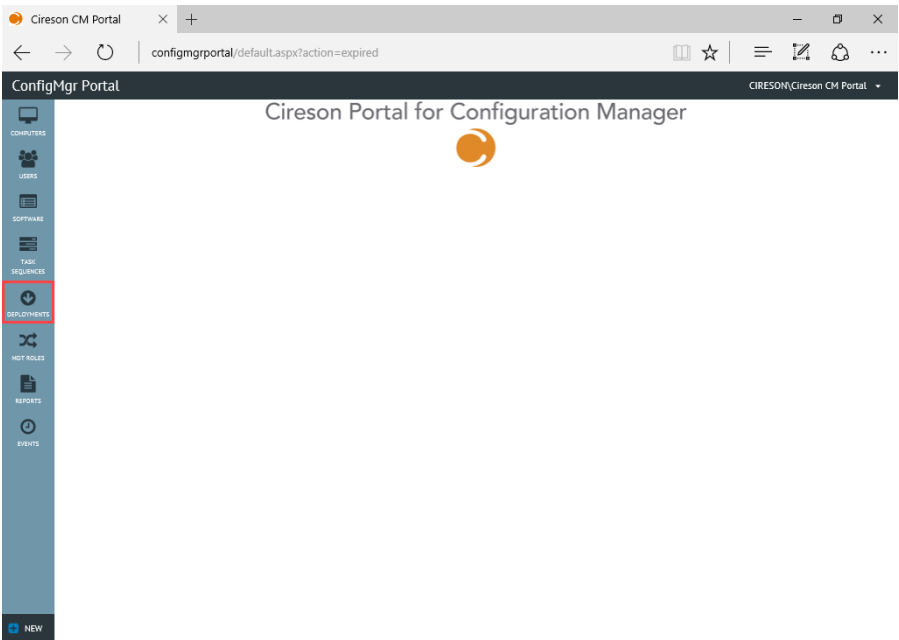 Cireson CM Portal
configmgrportal/default.aspx?action=expired
ConfigMgr Portal
CIRESON\Cireson CM Portal
Cireson Portal for Configuration Manager
COMPUTERS
USERS
SOFTWARE
TASK
SEQUENCES
DEPLOYMENTS
MGT ROLES
REPORTS
EVENTS
NEW